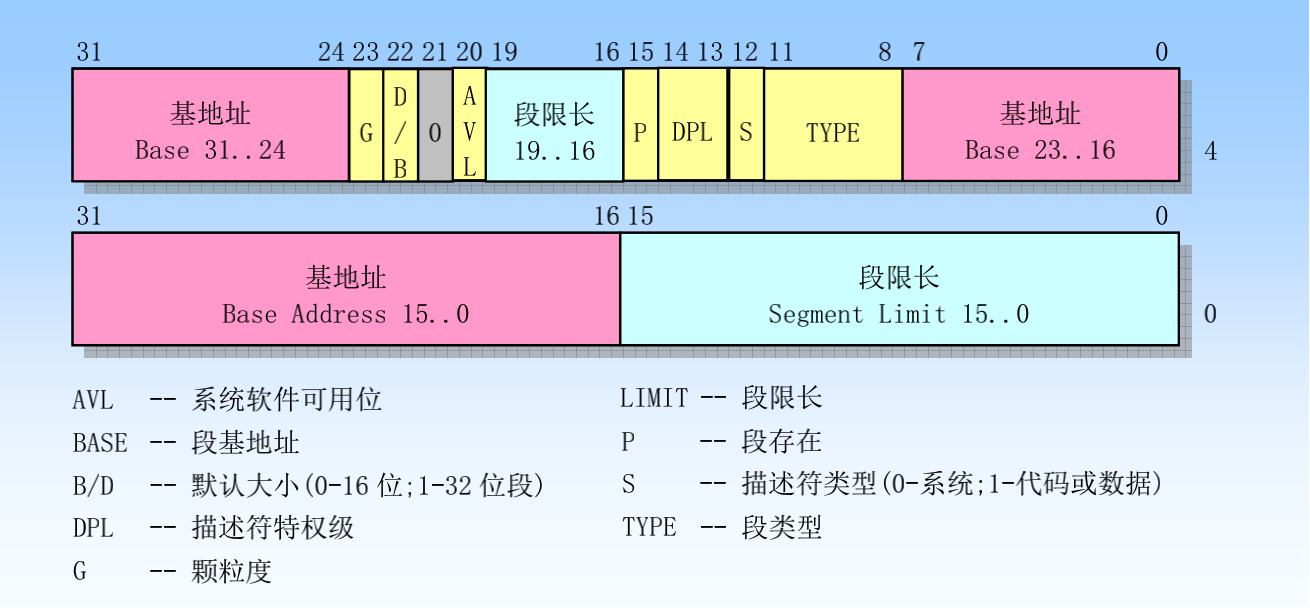 31 24 23 22 21 20 19 16 15 14 13 12 11 8 7 0
基地址 Base 31..24 G D/B 0 AVL 段限长 19..16 P DPL S TYPE 基地址 Base 23..16 4
31 16 15 0
基地址 段限长
Base Address 15..0 Segment Limit 15..0 0
AVL -- 系统软件可用位 LIMIT -- 段限长
BASE -- 段基地址 P -- 段存在
B/D -- 默认大小(0-16位;1-32位段) S -- 描述符类型(0-系统;1-代码或数据)
DPL -- 描述符特权级 TYPE -- 段类型
G -- 颗粒度